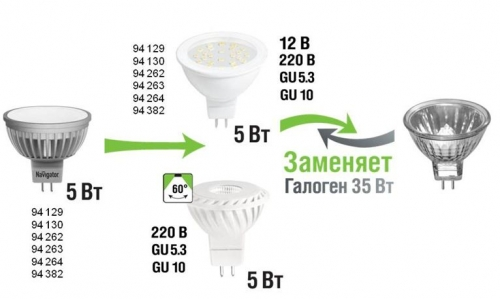 94 129
94 130
94 262
94 263
94 264
94 382
12 В
220 В
GU 5.3
GU 10
5 Вт
Navigator
5 Вт
94 129
94 130
94 262
94 263
94 264
94 382
60°
220 В
GU 5.3
GU 10
5 Вт
Заменяет
Галоген 35 Вт